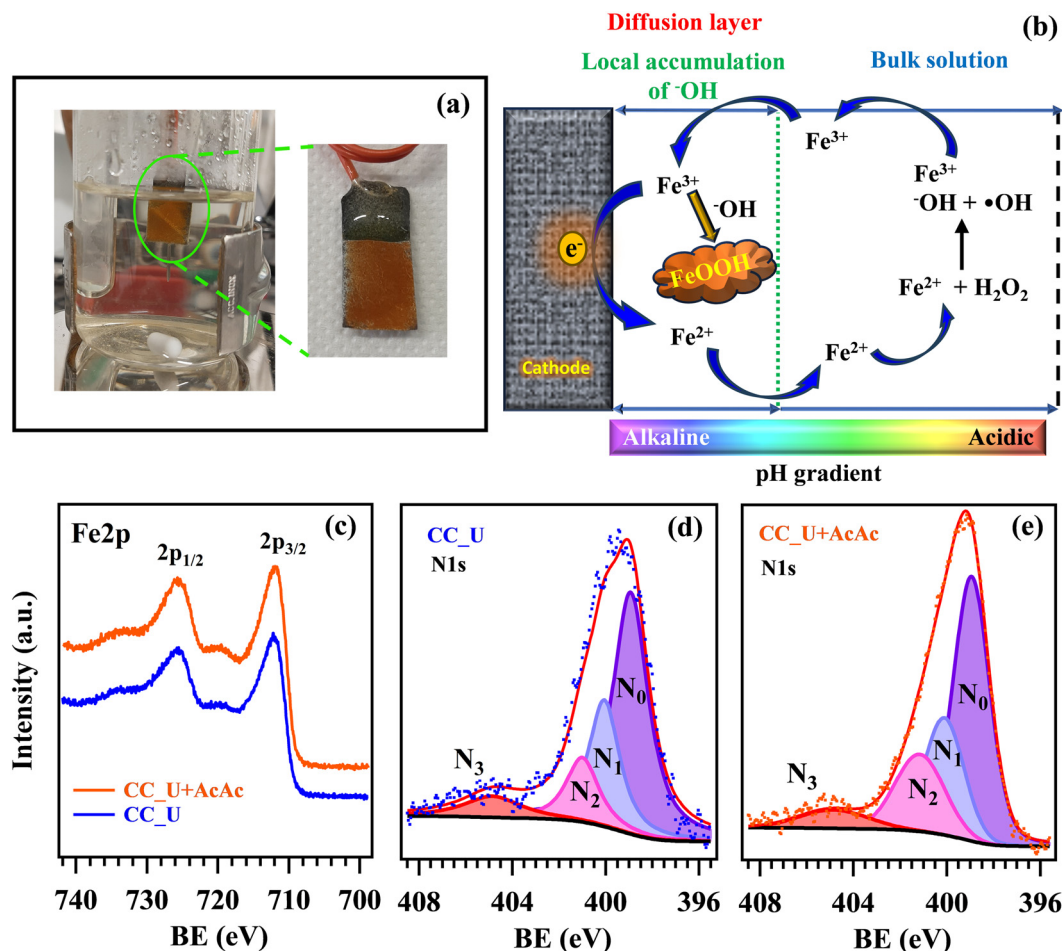 (a)
(b)
Diffusion layer
Local accumulation
of ⁻OH
Bulk solution
Fe³⁺
Fe³⁺
Fe³⁺
⁻OH
⁻OH + •OH
e⁻
FeOOH
Fe²⁺ + H₂O₂
Fe²⁺
Fe²⁺
Cathode
Alkaline
Acidic
pH gradient
(c)
Fe2p
2p₁/₂
2p₃/₂
CC_U+AcAc
CC_U
Intensity (a.u.)
740 730 720 710 700
BE (eV)
(d)
CC_U
N1s
N₀
N₁
N₂
N₃
408 404 400 396
BE (eV)
(e)
CC_U+AcAc
N1s
N₀
N₁
N₂
N₃
408 404 400 396
BE (eV)